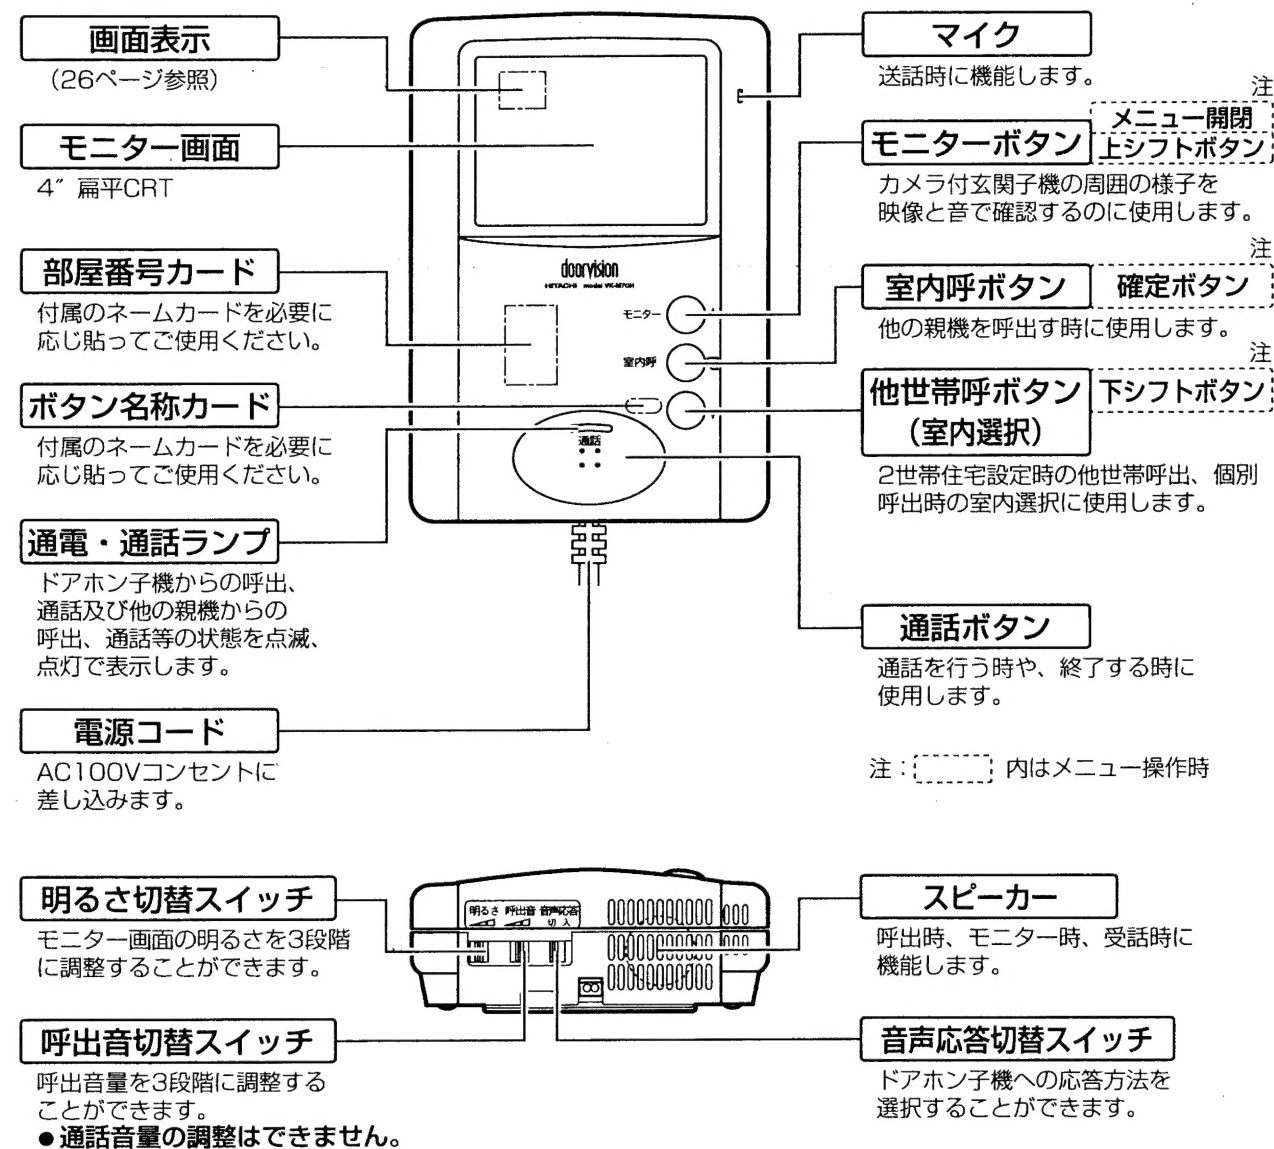 画面表示
（26ページ参照）
モニター画面
4″ 扁平CRT
部屋番号カード
付属のネームカードを必要に
応じ貼ってご使用ください。
ボタン名称カード
付属のネームカードを必要に
応じ貼ってご使用ください。
通電・通話ランプ
ドアホン子機からの呼出、
通話及び他の親機からの
呼出、通話等の状態を点滅、
点灯で表示します。
電源コード
AC100Vコンセントに
差し込みます。
doorvision
HITACHI model VK-M70H
モニター
室内呼
通話
マイク
送話時に機能します。
注
モニターボタン
メニュー開閉
上シフトボタン
カメラ付玄関子機の周囲の様子を
映像と音で確認するのに使用します。
注
室内呼ボタン 確定ボタン
他の親機を呼出す時に使用します。
注
他世帯呼ボタン 下シフトボタン
（室内選択）
2世帯住宅設定時の他世帯呼出、個別
呼出時の室内選択に使用します。
通話ボタン
通話を行う時や、終了する時に
使用します。
注： 内はメニュー操作時
明るさ切替スイッチ
モニター画面の明るさを3段階
に調整することができます。
呼出音切替スイッチ
呼出音量を3段階に調整する
ことができます。
●通話音量の調整はできません。
明るさ 呼出音 音声応答
切 入
スピーカー
呼出時、モニター時、受話時に
機能します。
音声応答切替スイッチ
ドアホン子機への応答方法を
選択することができます。